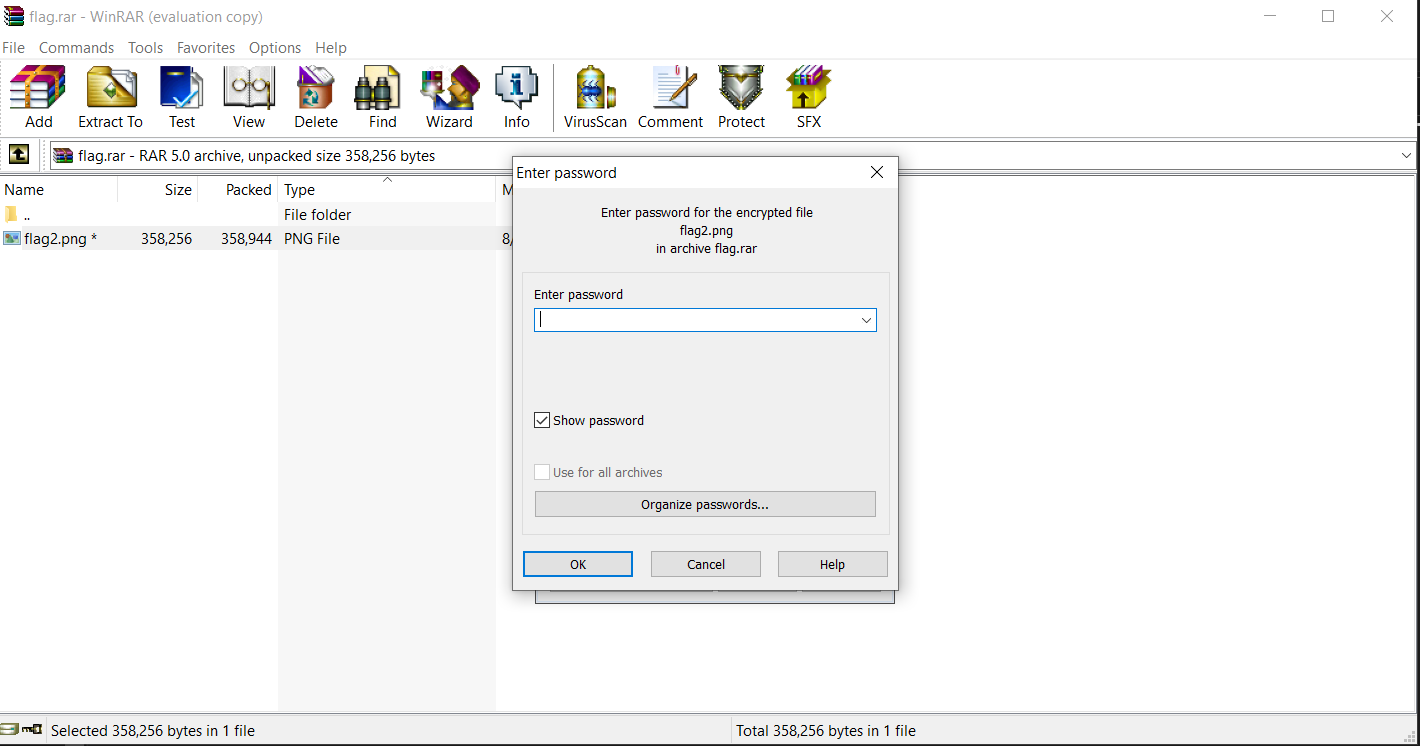 flag.rar - WinRAR (evaluation copy)
File Commands Tools Favorites Options Help
Add Extract To Test View Delete Find Wizard Info VirusScan Comment Protect SFX
flag.rar - RAR 5.0 archive, unpacked size 358,256 bytes
Name Size Packed Type M
.. File folder
flag2.png * 358,256 358,944 PNG File 8/
Enter password
Enter password for the encrypted file
flag2.png
in archive flag.rar
Enter password
Show password
Use for all archives
Organize passwords...
OK Cancel Help
Selected 358,256 bytes in 1 file Total 358,256 bytes in 1 file